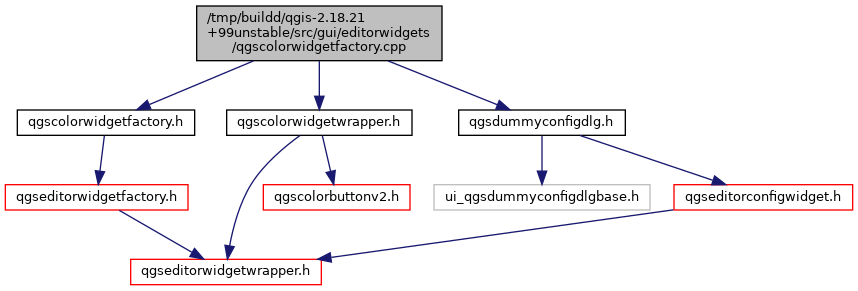 /tmp/buildd/qgis-2.18.21
+99unstable/src/gui/editorwidgets
/qgscolorwidgetfactory.cpp
qgscolorwidgetfactory.h
qgscolorwidgetwrapper.h
qgsdummyconfigdlg.h
qgseditorwidgetfactory.h
qgscolorbuttonv2.h
ui_qgsdummyconfigdlgbase.h
qgseditorconfigwidget.h
qgseditorwidgetwrapper.h